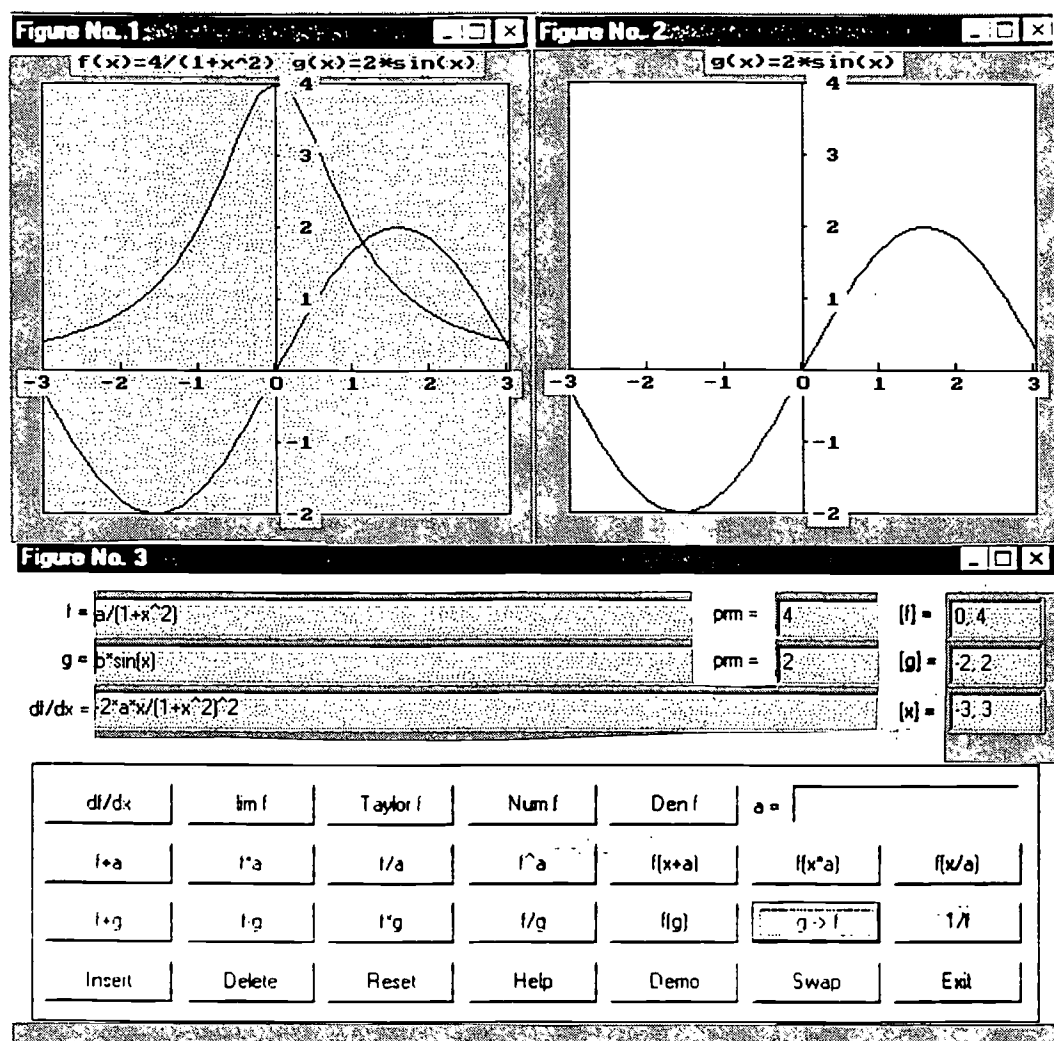 Figure No. 1
Figure No. 2
f(x)=4/(1+x^2) g(x)=2*sin(x)
g(x)=2*sin(x)
4
3
2
1
-3 -2 -1 0 1 2 3
-1
-2
4
3
2
1
-3 -2 -1 0 1 2 3
-1
-2
Figure No. 3
f = a/(1+x^2) prm = 4 [f] = 0, 4
g = b*sin(x) prm = 2 [g] = -2, 2
df/dx = -2*a*x/(1+x^2)^2 [x] = -3, 3
df/dx lim f Taylor f Num f Den f a =
f+a f*a f/a f^a f(x+a) f(x*a) f(x/a)
f+g f-g f*g f/g f(g) g -> f 1/f
Insert Delete Reset Help Demo Swap Exit